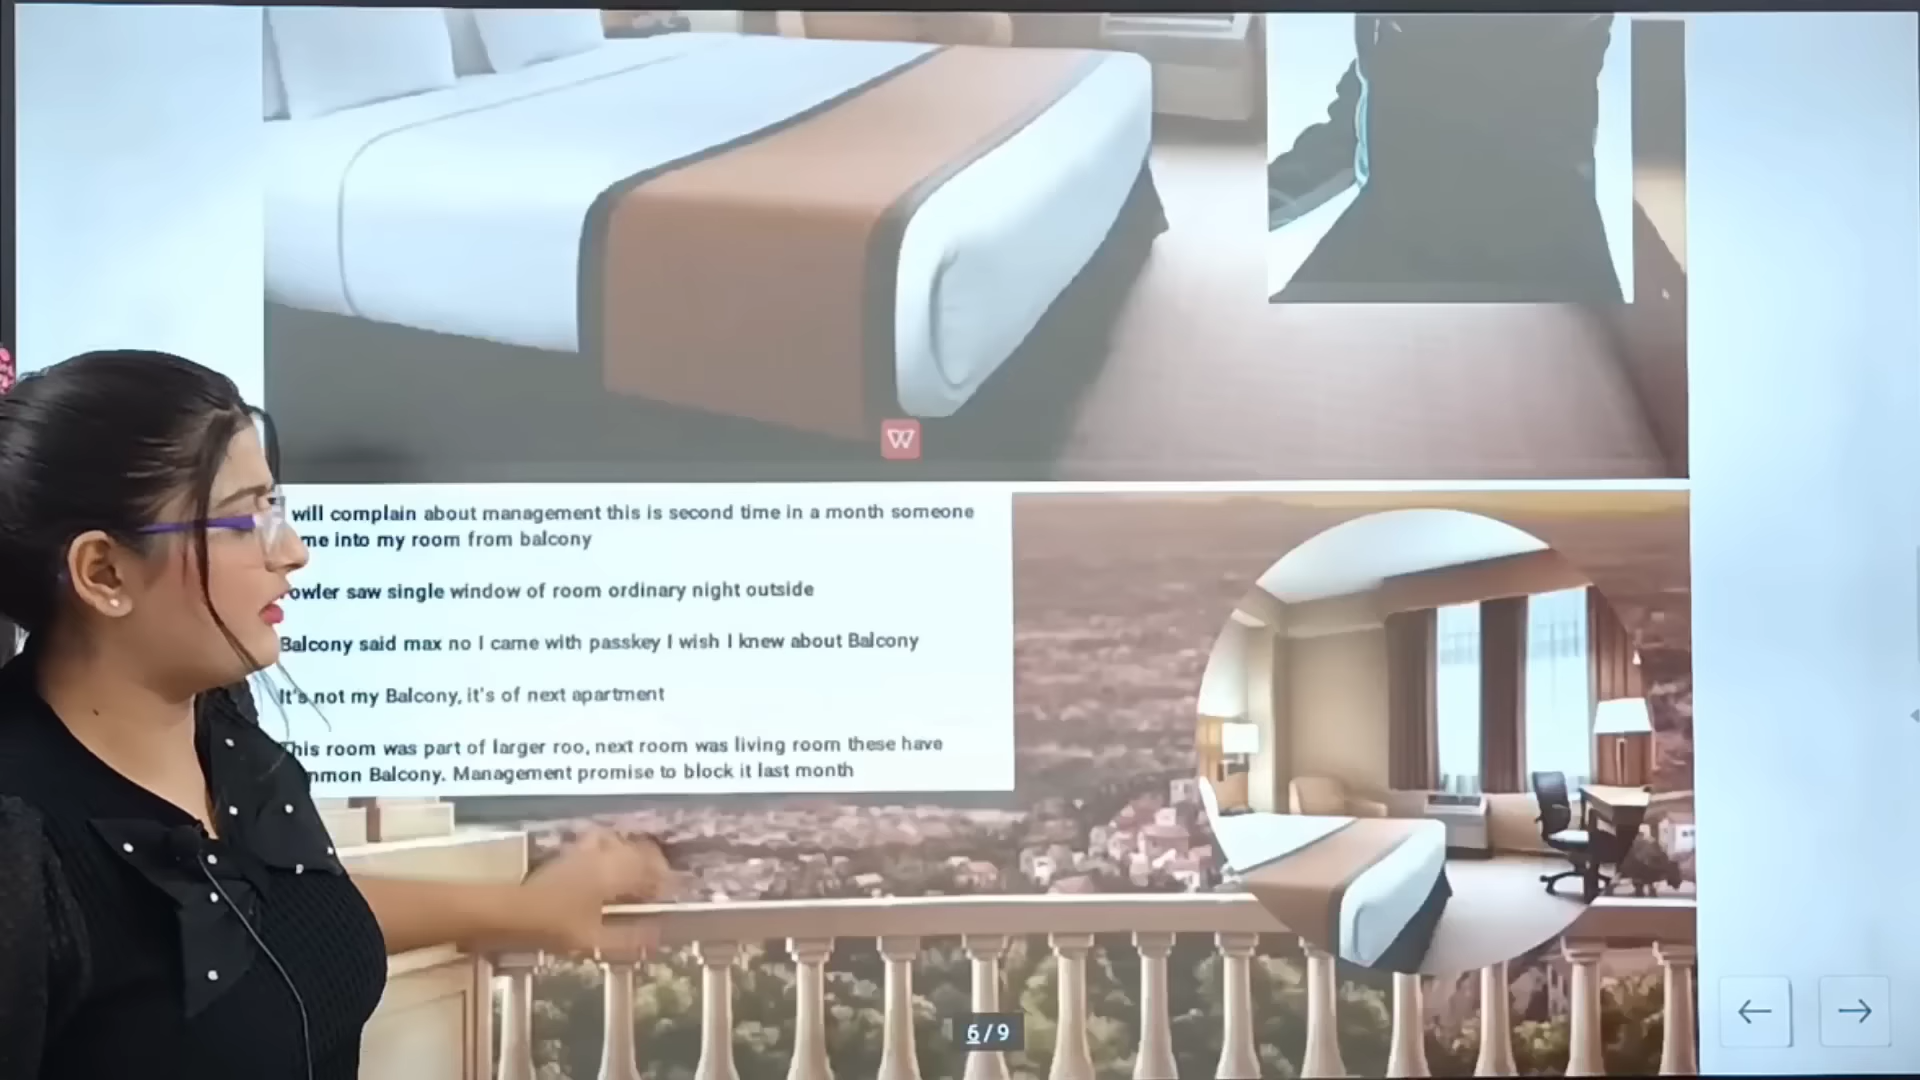 will complain about management this is second time in a month someone
me into my room from balcony
owler saw single window of room ordinary night outside
Balcony said max no I came with passkey I wish I knew about Balcony
It's not my Balcony, it's of next apartment
This room was part of larger roo, next room was living room these have
nmon Balcony. Management promise to block it last month
W
6/9